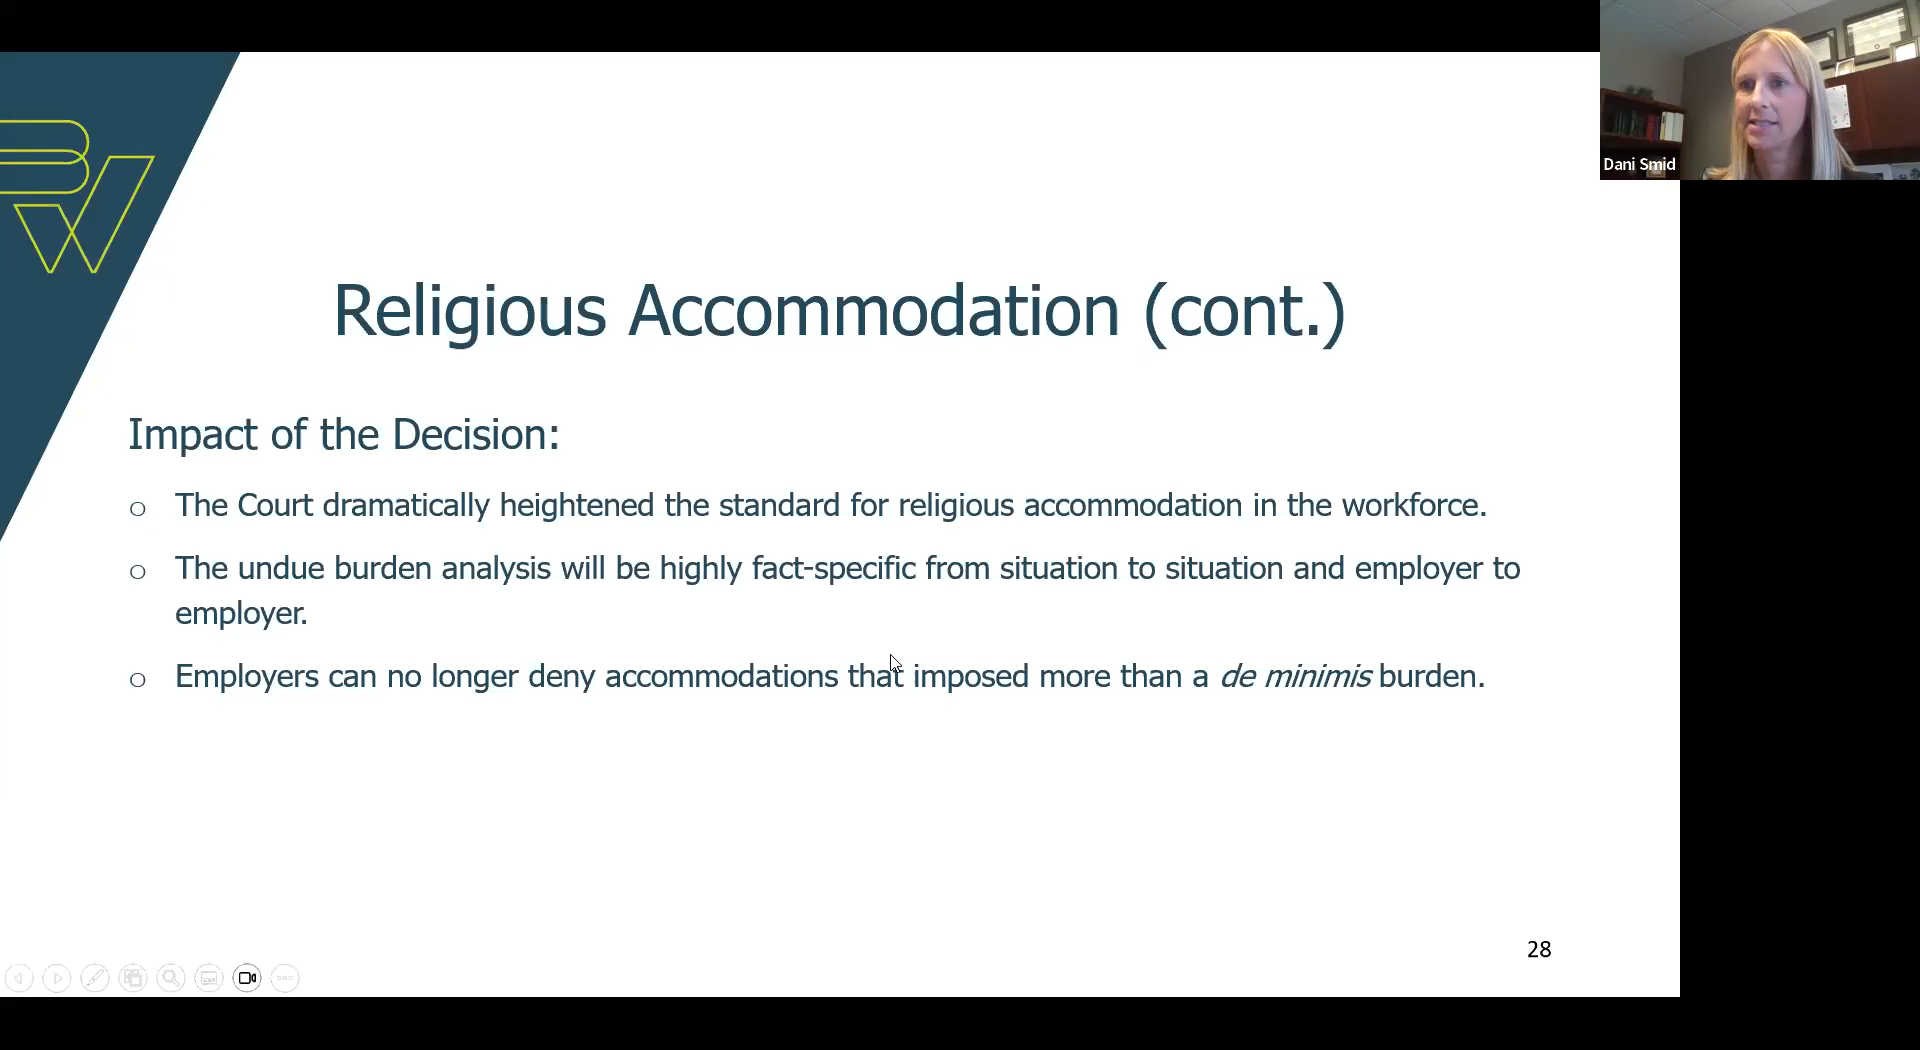 Dani Smid
Religious Accommodation (cont.)
Impact of the Decision:
o The Court dramatically heightened the standard for religious accommodation in the workforce.
o The undue burden analysis will be highly fact-specific from situation to situation and employer to
employer.
o Employers can no longer deny accommodations that imposed more than a de minimis burden.
28